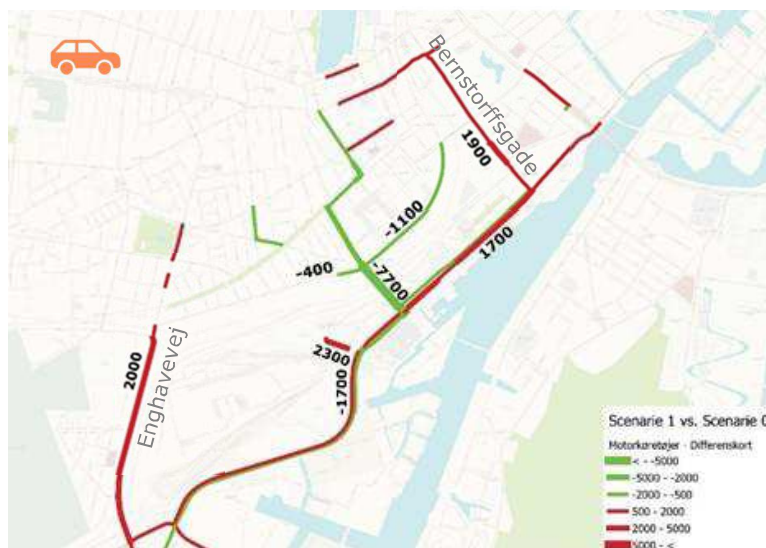 Bernstorffsgade
1900
-1100
1700
-400
-7700
2300
-1700
2000
Enghavevej
Scenarie 1 vs. Scenarie 0
Motorkøretøjer - Differenskort
< - -5000
-5000 - -2000
-2000 - -500
500 - 2000
2000 - 5000
5000 - <